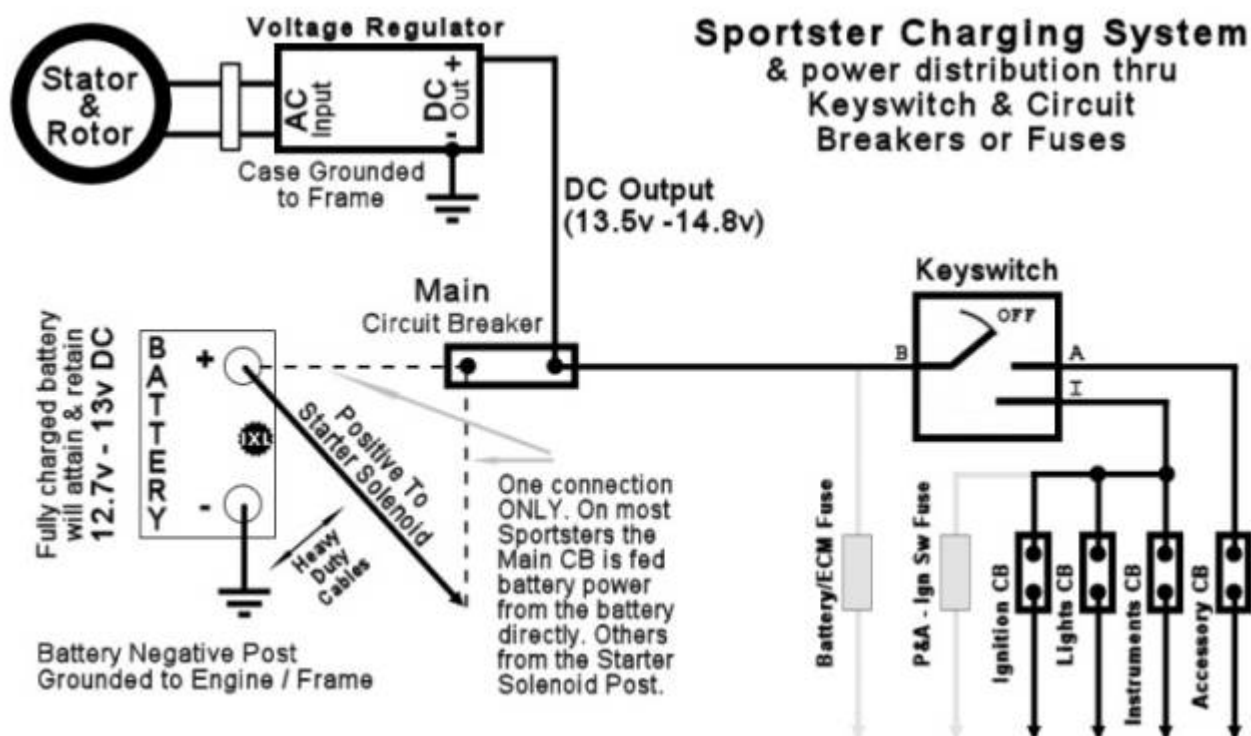 Sportster Charging System
& power distribution thru
Keyswitch & Circuit
Breakers or Fuses
Voltage Regulator
Stator
&
Rotor
AC
Input
DC
Out
+
-
Case Grounded
to Frame
DC Output
(13.5v -14.8v)
Keyswitch
OFF
B
A
I
Main
Circuit Breaker
Fully charged battery
will attain & retain
12.7v - 13v DC
BATTERY
+
-
IXL
Positive To
Starter Solenoid
Heavy
Duty
Cables
One connection
ONLY. On most
Sportsters the
Main CB is fed
battery power
from the battery
directly. Others
from the Starter
Solenoid Post.
Battery Negative Post
Grounded to Engine / Frame
Battery/ECM Fuse
P&A - Ign Sw Fuse
Ignition CB
Lights CB
Instruments CB
Accessory CB